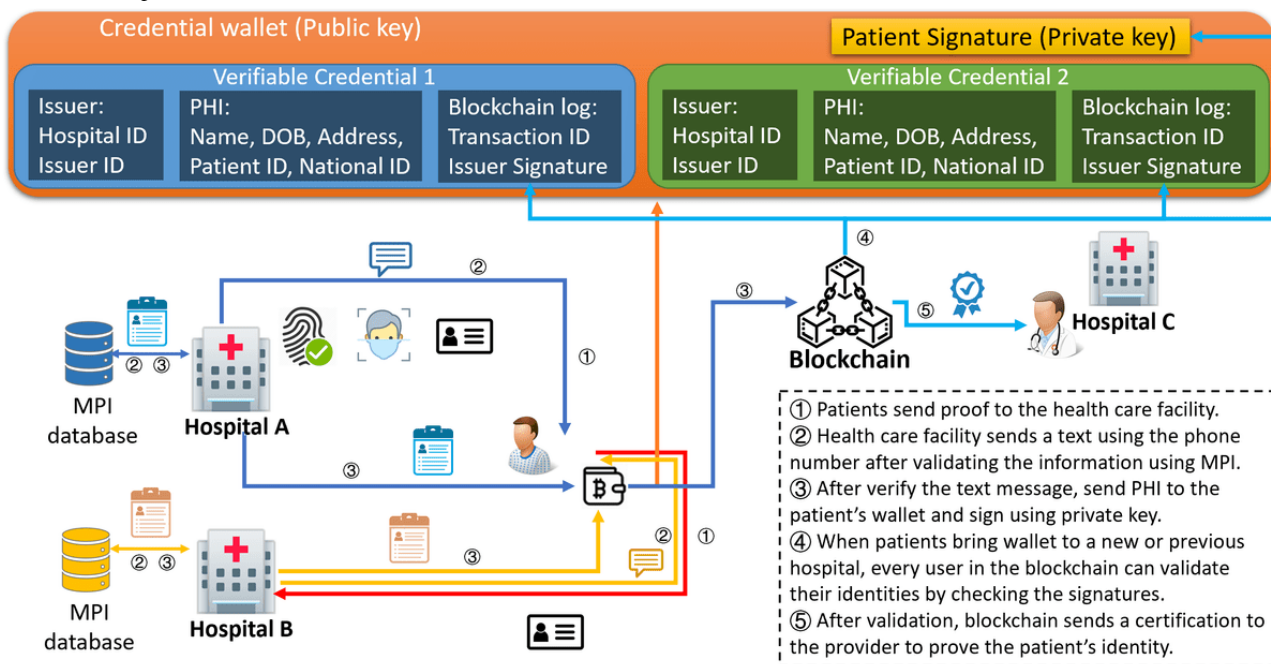 Credential wallet (Public key)
Patient Signature (Private key)
Verifiable Credential 1
Issuer:
Hospital ID
Issuer ID
PHI:
Name, DOB, Address,
Patient ID, National ID
Blockchain log:
Transaction ID
Issuer Signature
Verifiable Credential 2
Issuer:
Hospital ID
Issuer ID
PHI:
Name, DOB, Address,
Patient ID, National ID
Blockchain log:
Transaction ID
Issuer Signature
②
④
③
⑤
Hospital C
Blockchain
② ③
MPI
database
Hospital A
①
③
② ③
MPI
database
Hospital B
③
②
①
① Patients send proof to the health care facility.
② Health care facility sends a text using the phone
number after validating the information using MPI.
③ After verify the text message, send PHI to the
patient’s wallet and sign using private key.
④ When patients bring wallet to a new or previous
hospital, every user in the blockchain can validate
their identities by checking the signatures.
⑤ After validation, blockchain sends a certification to
the provider to prove the patient’s identity.